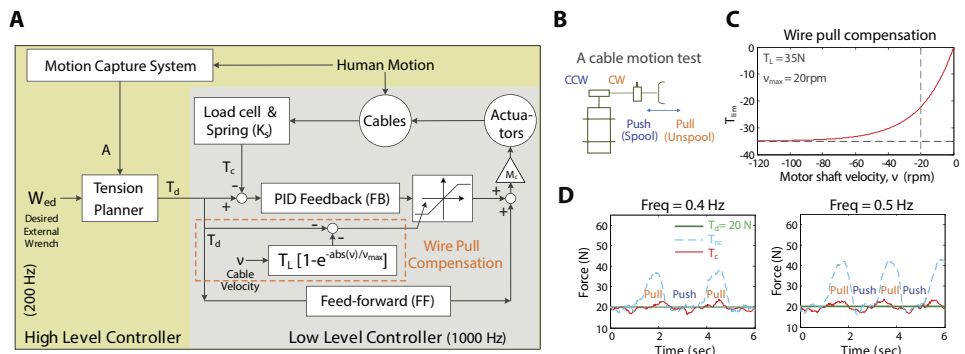 A
Motion Capture System
Human Motion
Load cell &
Spring (Ks)
Cables
Actua-
tors
A
Tc
Mc
Wed
Desired
External
Wrench
Tension
Planner
Td
-
+
PID Feedback (FB)
+
+
Td
-
-
Wire Pull
Compensation
ν
Cable
Velocity
TL [1-e-abs(ν)/νmax]
Feed-forward (FF)
(200 Hz)
High Level Controller
Low Level Controller (1000 Hz)
B
A cable motion test
CCW
CW
Push
(Spool)
Pull
(Unspool)
C
Wire pull compensation
TL = 35N
νmax = 20rpm
Tlim
0
-10
-20
-30
-40
-120
-80
-40
0
Motor shaft velocity, ν (rpm)
D
Freq = 0.4 Hz
Td = 20 N
Tnc
Tc
Force (N)
60
50
40
30
20
10
Pull
Push
Pull
0
2
4
6
Time (sec)
Freq = 0.5 Hz
Force (N)
60
50
40
30
20
10
Pull
Push
Pull
Push
0
2
4
6
Time (sec)